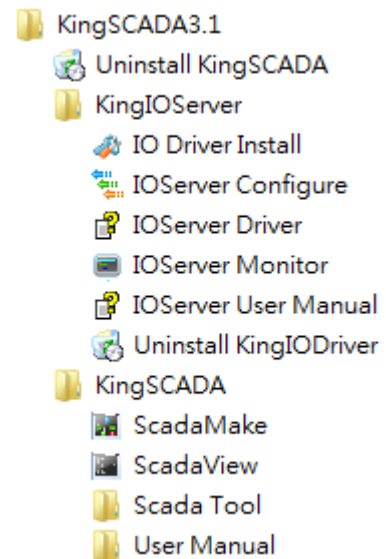 KingSCADA3.1
Uninstall KingSCADA
KingIOServer
IO Driver Install
IOServer Configure
IOServer Driver
IOServer Monitor
IOServer User Manual
Uninstall KingIODriver
KingSCADA
ScadaMake
ScadaView
Scada Tool
User Manual